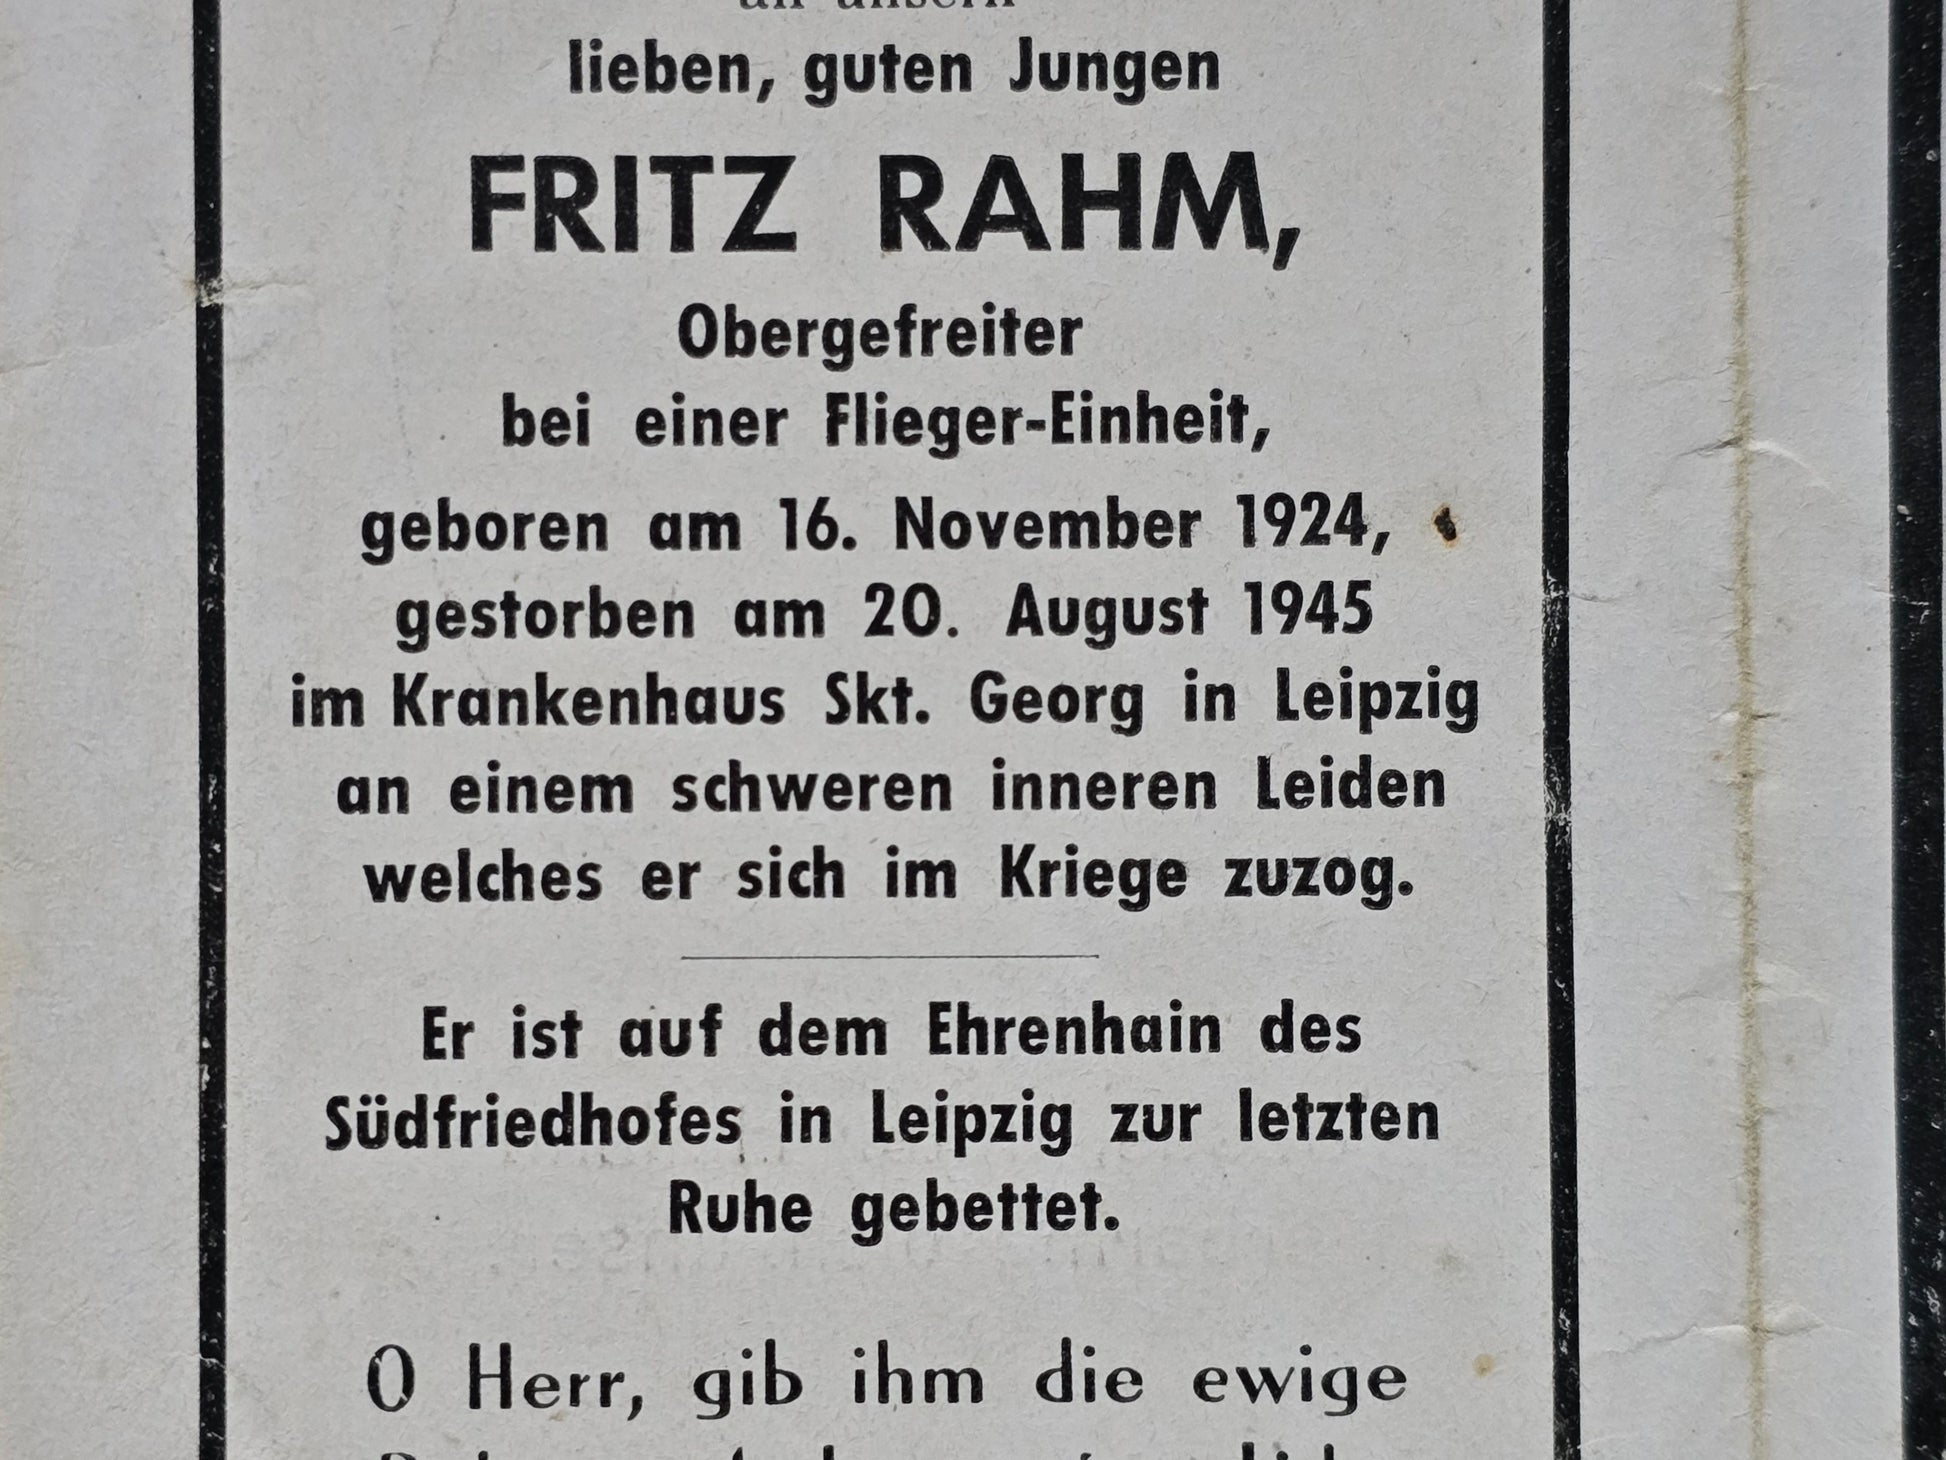 an unsern
lieben, guten Jungen
FRITZ RAHM,
Obergefreiter
bei einer Flieger-Einheit,
geboren am 16. November 1924,
gestorben am 20. August 1945
im Krankenhaus Skt. Georg in Leipzig
an einem schweren inneren Leiden
welches er sich im Kriege zuzog.
Er ist auf dem Ehrenhain des
Südfriedhofes in Leipzig zur letzten
Ruhe gebettet.
O Herr, gib ihm die ewige